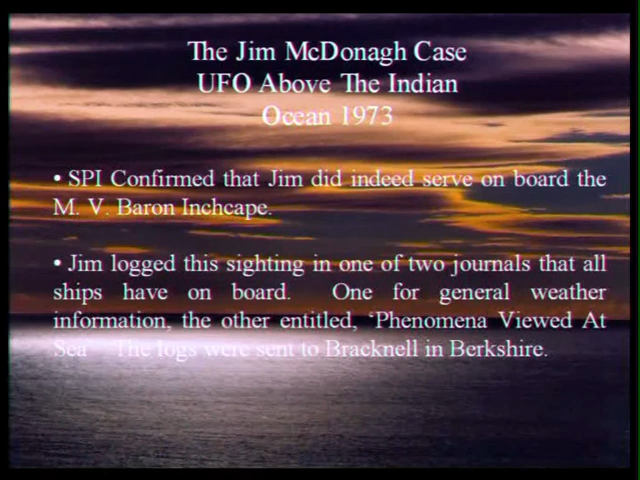 The Jim McDonagh Case
UFO Above The Indian
Ocean 1973
• SPI Confirmed that Jim did indeed serve on board the
M. V. Baron Inchcape.
• Jim logged this sighting in one of two journals that all
ships have on board. One for general weather
information, the other entitled, ‘Phenomena Viewed At
Sea The logs were sent to Bracknell in Berkshire.